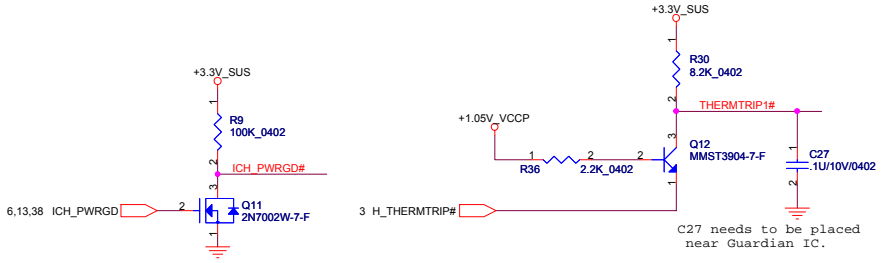 +3.3V_SUS
1
R9
100K_0402
2
ICH_PWRGD#
3
6,13,38 ICH_PWRGD
2
Q11
2N7002W-7-F
1
+3.3V_SUS
1
R30
8.2K_0402
2
THERMTRIP1#
+1.05V_VCCP
1
2
2
R36
2.2K_0402
3
Q12
MMST3904-7-F
1
1
C27
.1U/10V/0402
2
3 H_THERMTRIP#
C27 needs to be placed
near Guardian IC.